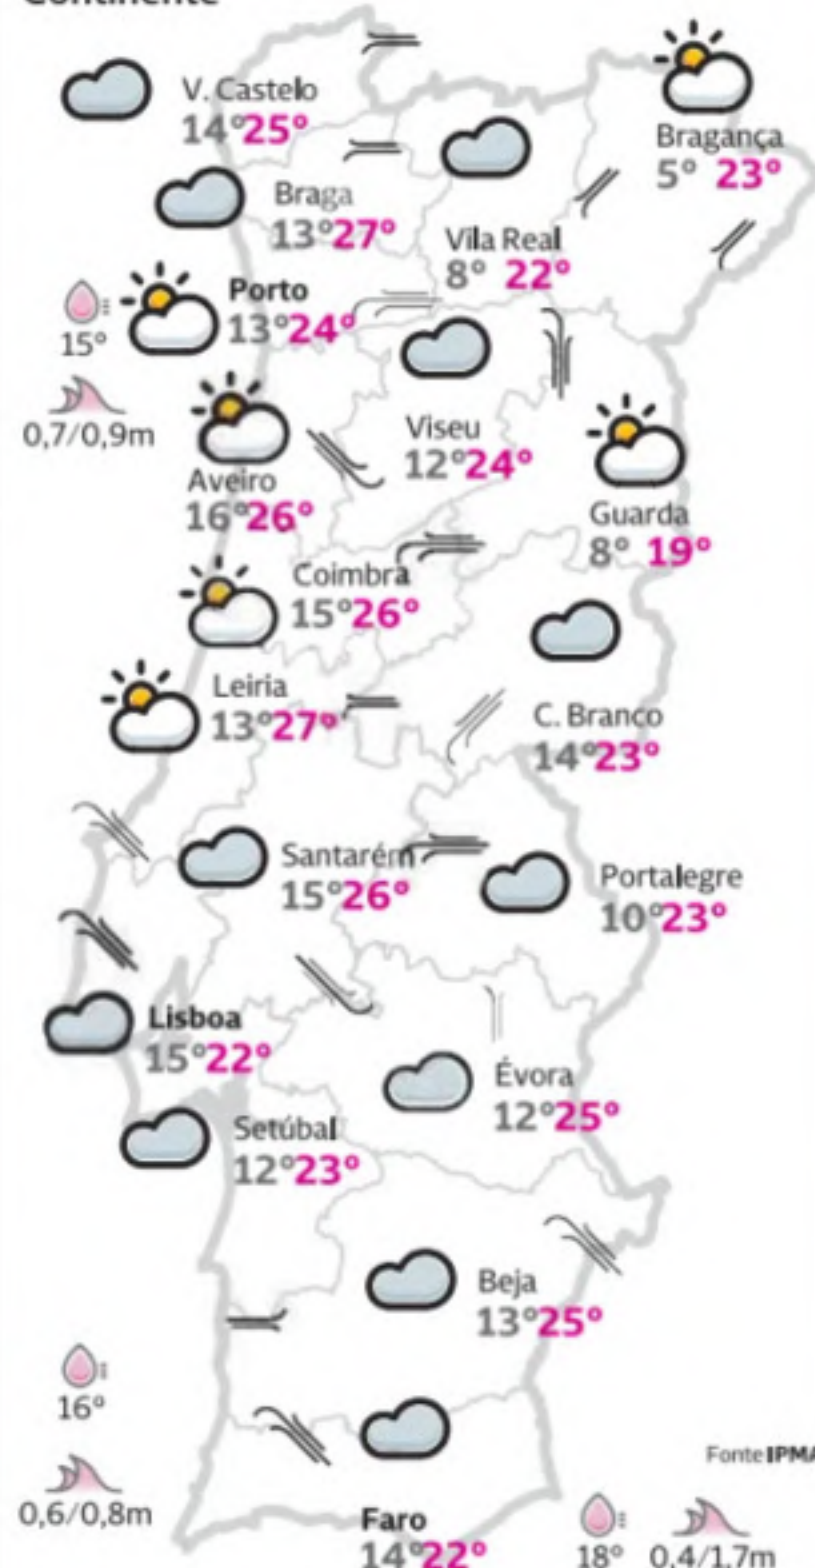 Continente
V. Castelo
14° 25°
Bragança
5° 23°
Braga
13° 27°
Vila Real
8° 22°
Porto
13° 24°
15°
0,7/0,9m
Viseu
12° 24°
Aveiro
16° 26°
Guarda
8° 19°
Coimbra
15° 26°
Leiria
13° 27°
C. Branco
14° 23°
Santarém
15° 26°
Portalegre
10° 23°
Lisboa
15° 22°
Évora
12° 25°
Setúbal
12° 23°
Beja
13° 25°
16°
0,6/0,8m
Fonte IPMA
Faro
14° 22°
18° 0,4/1,7m